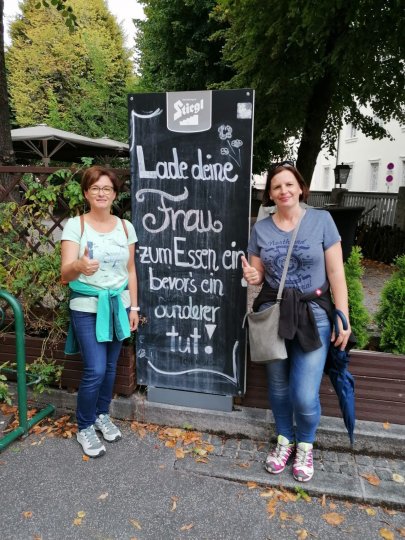 Stiegl
Lade deine
Frau
zum Essen ein
bevor's ein
anderer
tut!